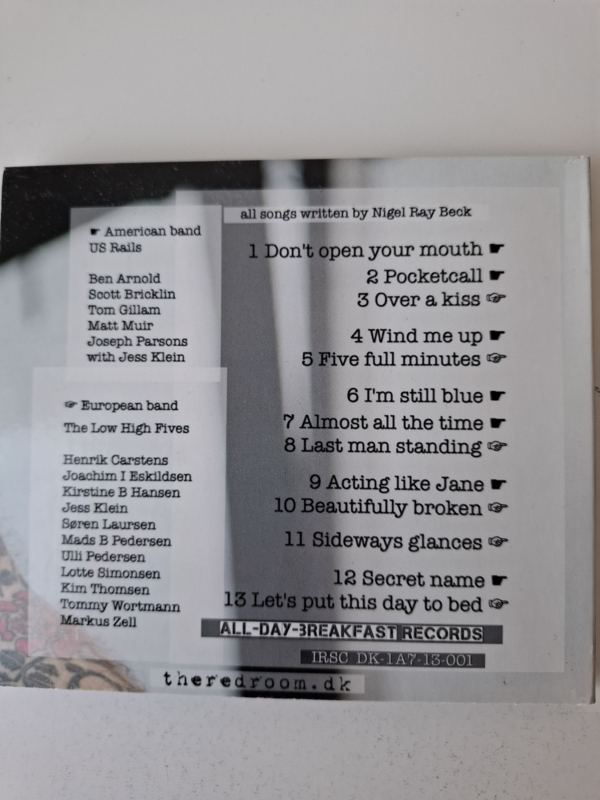 ☛ American band
US Rails
Ben Arnold
Scott Bricklin
Tom Gillam
Matt Muir
Joseph Parsons
with Jess Klein
☞ European band
The Low High Fives
Henrik Carstens
Joachim I Eskildsen
Kirstine B Hansen
Jess Klein
Søren Laursen
Mads B Pedersen
Ulli Pedersen
Lotte Simonsen
Kim Thomsen
Tommy Wortmann
Markus Zell
all songs written by Nigel Ray Beck
1 Don't open your mouth ☛
2 Pocketcall ☛
3 Over a kiss ☞
4 Wind me up ☛
5 Five full minutes ☞
6 I'm still blue ☛
7 Almost all the time ☛
8 Last man standing ☞
9 Acting like Jane ☛
10 Beautifully broken ☞
11 Sideways glances ☞
12 Secret name ☛
13 Let's put this day to bed ☞
ALL-DAY-BREAKFAST RECORDS
IRSC DK-1A7-13-001
theredroom.dk